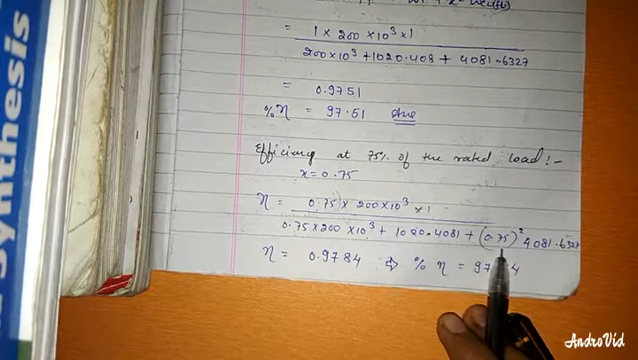 Synthesis
= 1 × 200 × 10³ × 1
200×10³ + 1020.408 + 4081.6327
= 0.9751
% η = 97.51 Ans
Efficiency at 75% of the rated load:-
x = 0.75
η = 0.75 × 200×10³ × 1
0.75 × 200 × 10³ + 1020.4081 + (0.75)² 4081.6327
η = 0.9784 ⇨ % η = 97 4
AndroVid